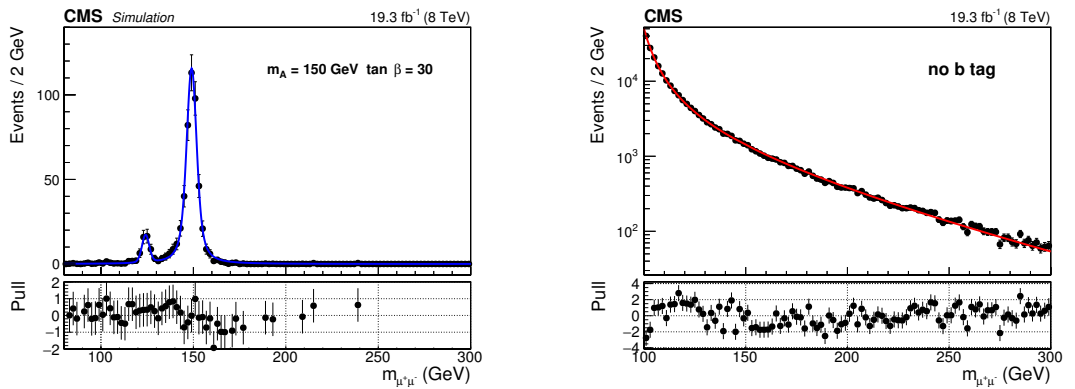 CMS Simulation 19.3 fb⁻¹ (8 TeV)
Events / 2 GeV
m_A = 150 GeV tan β = 30
100
50
0
Pull
2
1
0
−1
−2
100 150 200 250 300
m_μ⁺μ⁻ (GeV)
CMS 19.3 fb⁻¹ (8 TeV)
Events / 2 GeV
no b tag
10⁴
10³
10²
Pull
4
2
0
−2
−4
100 150 200 250 300
m_μ⁺μ⁻ (GeV)